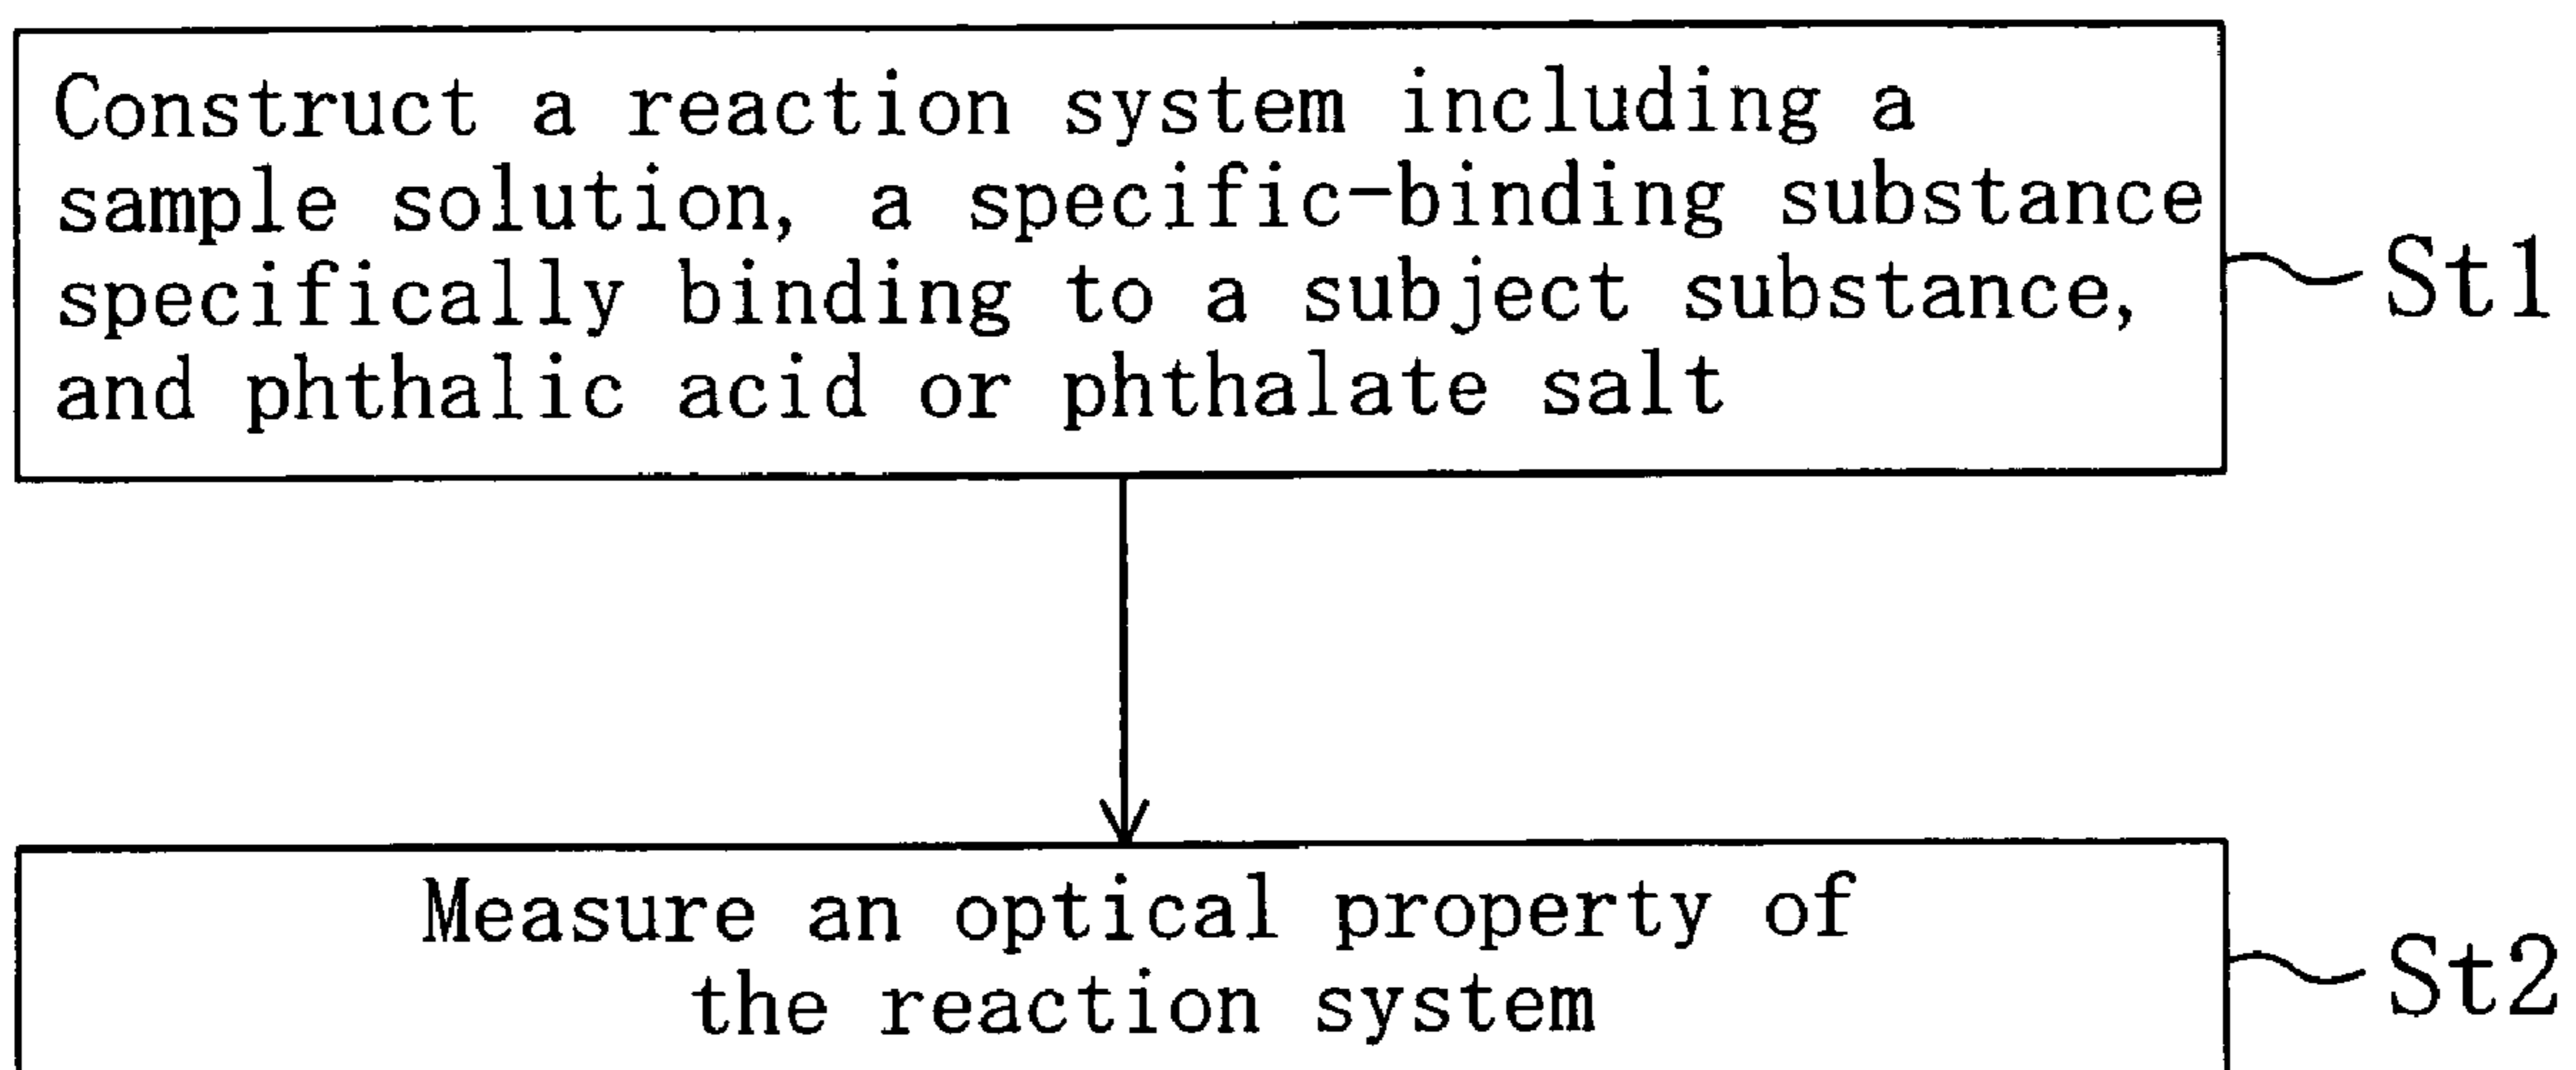 Construct a reaction system including a
sample solution, a specific-binding substance
specifically binding to a subject substance,
and phthalic acid or phthalate salt
St1
Measure an optical property of
the reaction system
St2